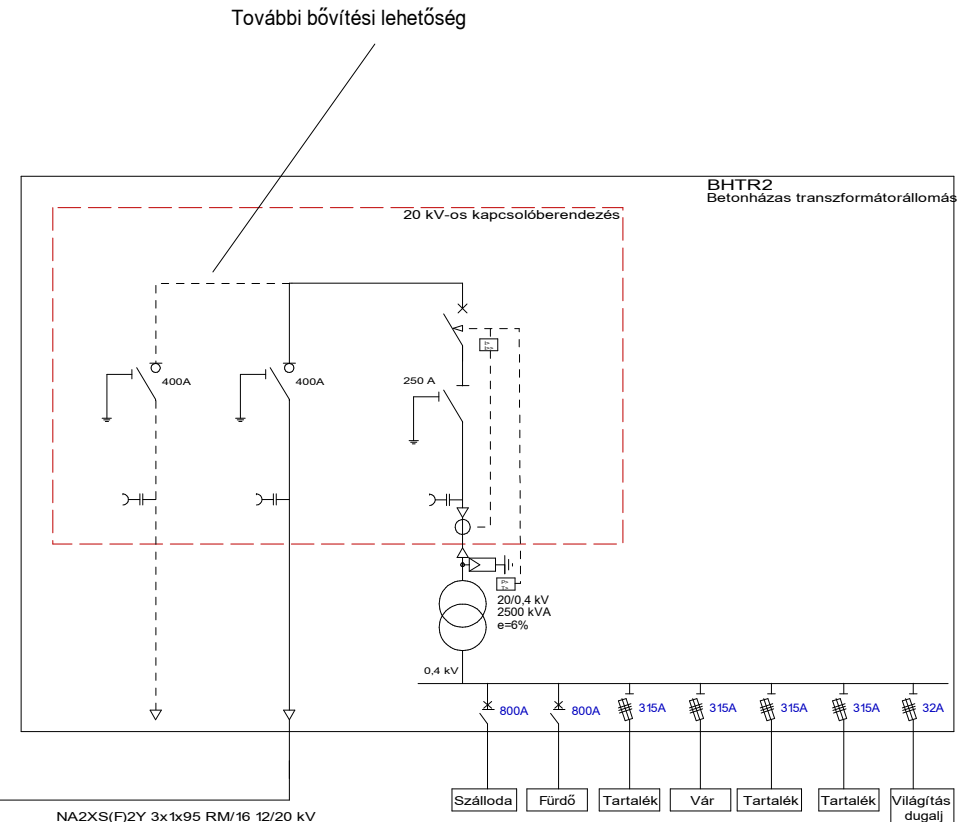 További bővítési lehetőség
BHTR2
Betonházas transzformátorállomás
20 kV-os kapcsolóberendezés
400A
400A
250 A
I>
I>>
P>
T>
20/0,4 kV
2500 kVA
e=6%
0,4 kV
800A
800A
315A
315A
315A
315A
32A
Szálloda
Fürdő
Tartalék
Vár
Tartalék
Tartalék
Világítás
dugalj
NA2XS(F)2Y 3x1x95 RM/16 12/20 kV